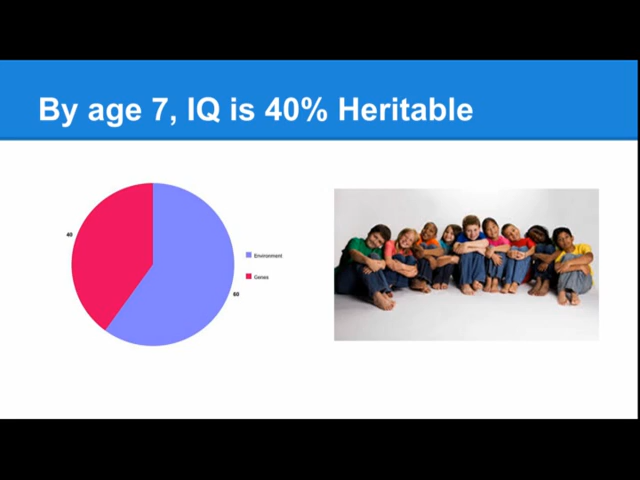 By age 7, IQ is 40% Heritable
40
Environment
Genes
60